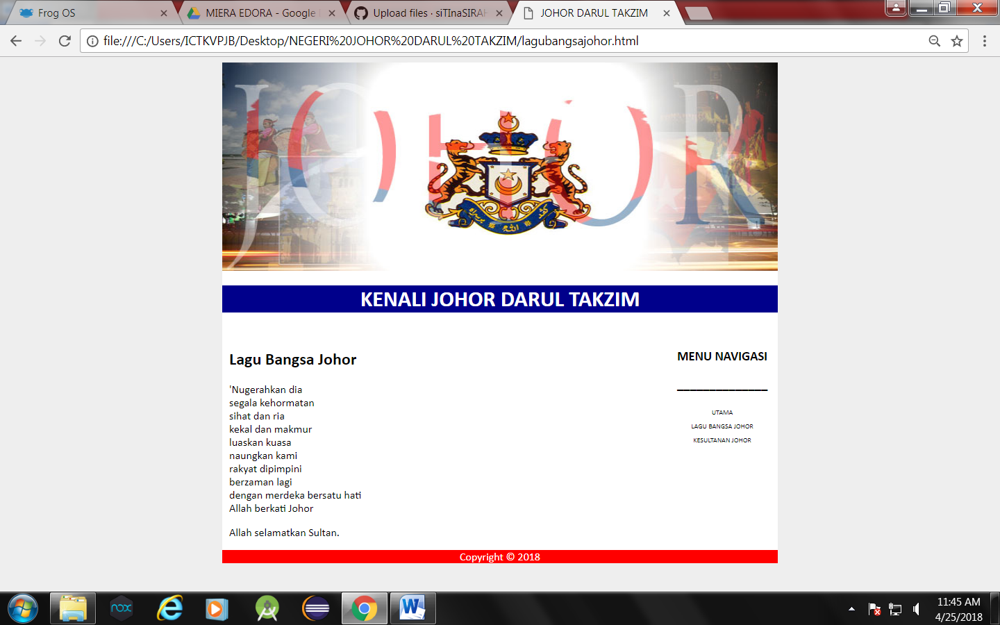 Frog OS
MIERA EDORA - Google
Upload files · siTInaSIRAH
JOHOR DARUL TAKZIM
file:///C:/Users/ICTKVPJB/Desktop/NEGERI%20JOHOR%20DARUL%20TAKZIM/lagubangsajohor.html
JOHOR
KENALI JOHOR DARUL TAKZIM
Lagu Bangsa Johor
'Nugerahkan dia
segala kehormatan
sihat dan ria
kekal dan makmur
luaskan kuasa
naungkan kami
rakyat dipimpini
berzaman lagi
dengan merdeka bersatu hati
Allah berkati Johor
Allah selamatkan Sultan.
MENU NAVIGASI
______________
UTAMA
LAGU BANGSA JOHOR
KESULTANAN JOHOR
Copyright © 2018
nox
11:45 AM
4/25/2018